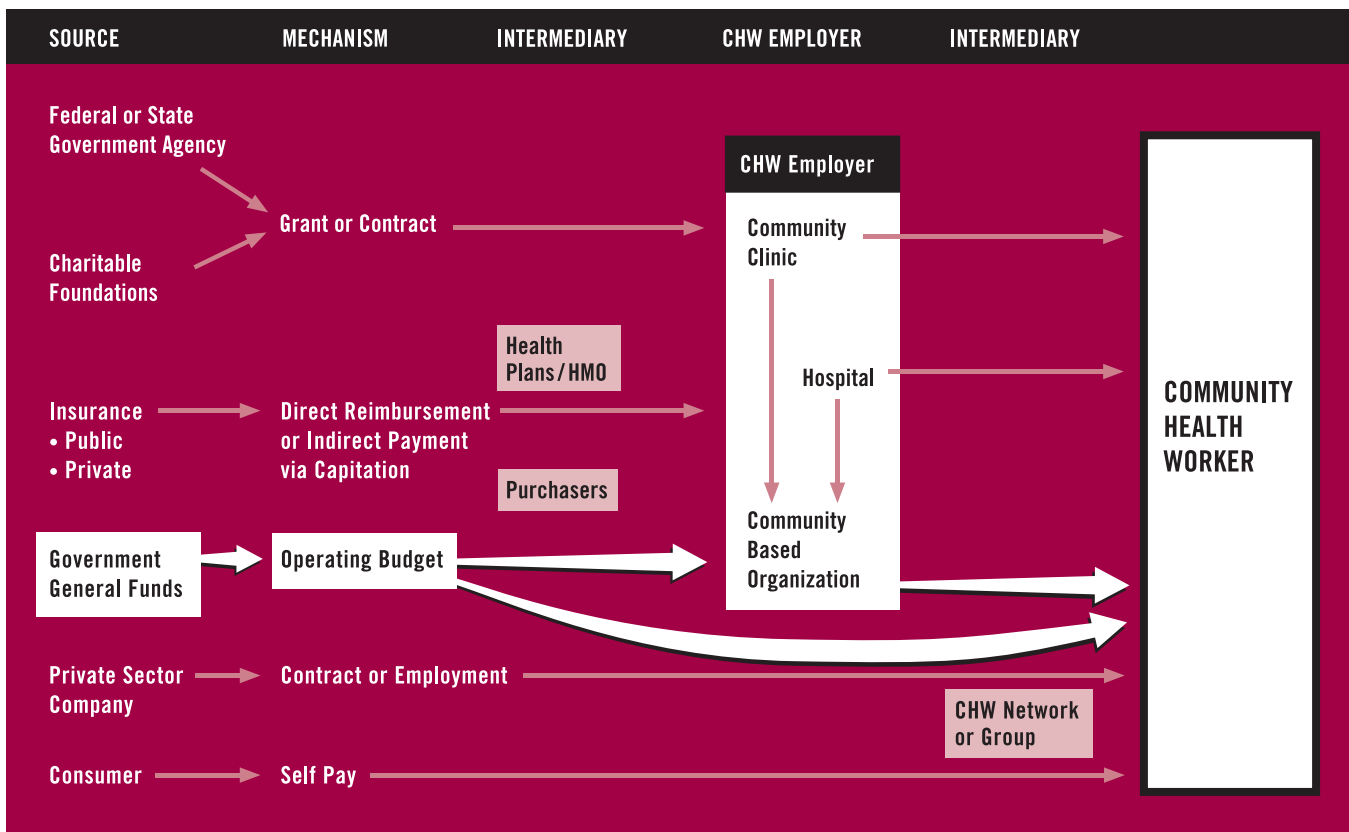 SOURCE
MECHANISM
INTERMEDIARY
CHW EMPLOYER
INTERMEDIARY
Federal or State
Government Agency
Charitable
Foundations
Grant or Contract
CHW Employer
Community
Clinic
Hospital
Community
Based
Organization
Health
Plans/HMO
Insurance
• Public
• Private
Direct Reimbursement
or Indirect Payment
via Capitation
Purchasers
Government
General Funds
Operating Budget
Private Sector
Company
Contract or Employment
CHW Network
or Group
Consumer
Self Pay
COMMUNITY
HEALTH
WORKER